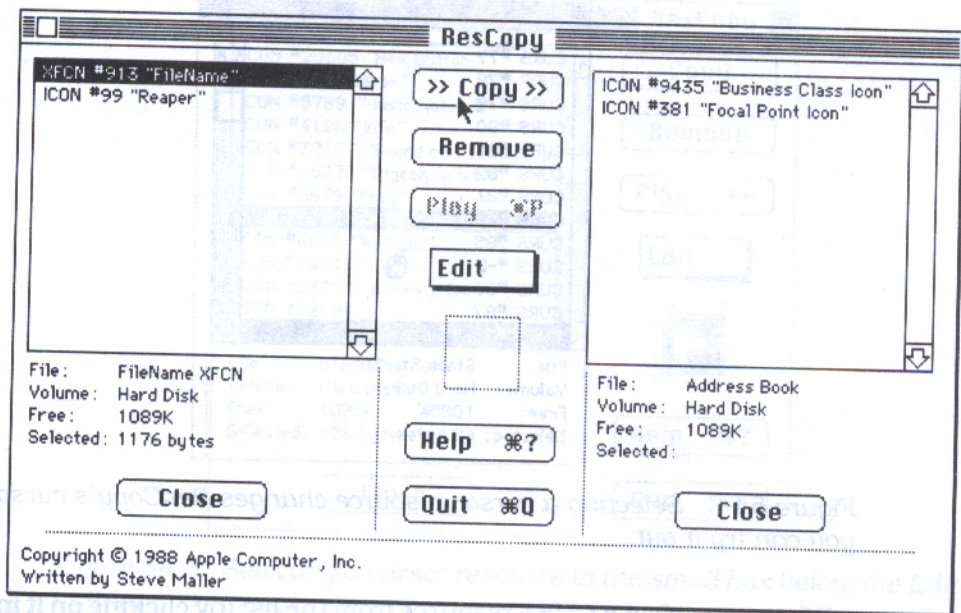 ResCopy
XFCN #913 "FileName"
ICON #99 "Reaper"
>> Copy >>
Remove
Play ⌘P
Edit
Help ⌘?
Quit ⌘Q
File: FileName XFCN
Volume: Hard Disk
Free: 1089K
Selected: 1176 bytes
Close
ICON #9435 "Business Class Icon"
ICON #381 "Focal Point Icon"
File: Address Book
Volume: Hard Disk
Free: 1089K
Selected:
Close
Copyright © 1988 Apple Computer, Inc.
Written by Steve Maller